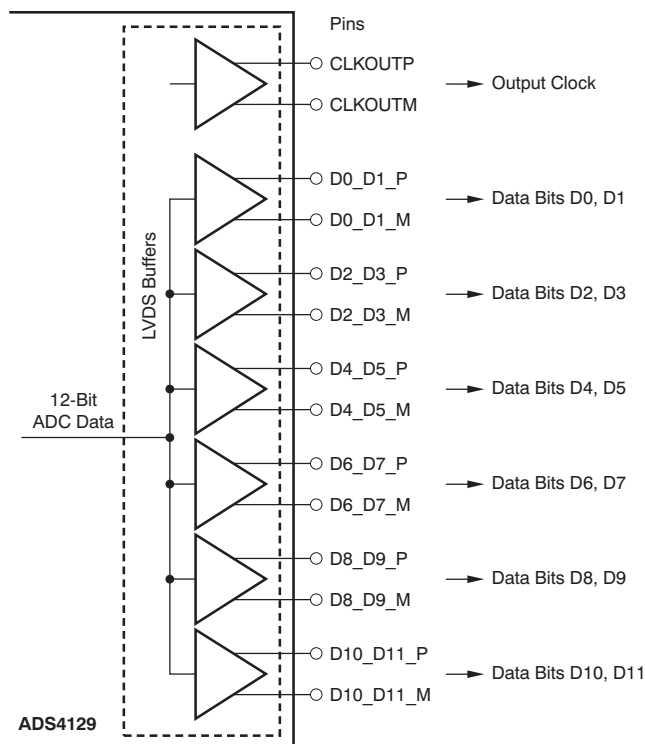 Pins
CLKOUTP
CLKOUTM
Output Clock
D0_D1_P
D0_D1_M
Data Bits D0, D1
LVDS Buffers
D2_D3_P
D2_D3_M
Data Bits D2, D3
D4_D5_P
D4_D5_M
Data Bits D4, D5
12-Bit
ADC Data
D6_D7_P
D6_D7_M
Data Bits D6, D7
D8_D9_P
D8_D9_M
Data Bits D8, D9
D10_D11_P
D10_D11_M
Data Bits D10, D11
ADS4129